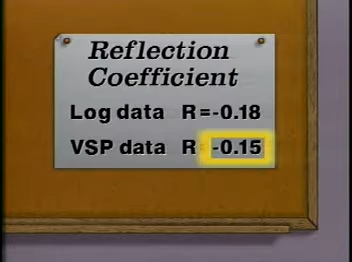 Reflection
Coefficient
Log data R=-0.18
VSP data R= -0.15